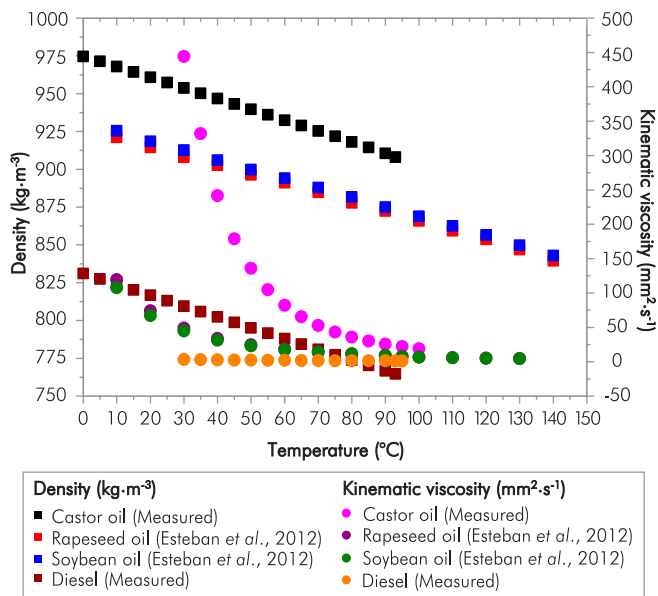 1000
975
950
925
900
875
850
825
800
775
750
Density (kg·m-3)
500
450
400
350
300
250
200
150
100
50
0
-50
Kinematic viscosity (mm2·s-1)
0 10 20 30 40 50 60 70 80 90 100 110 120 130 140 150
Temperature (°C)
Density (kg·m-3)
Castor oil (Measured)
Rapeseed oil (Esteban et al., 2012)
Soybean oil (Esteban et al., 2012)
Diesel (Measured)
Kinematic viscosity (mm2·s-1)
Castor oil (Measured)
Rapeseed oil (Esteban et al., 2012)
Soybean oil (Esteban et al., 2012)
Diesel (Measured)